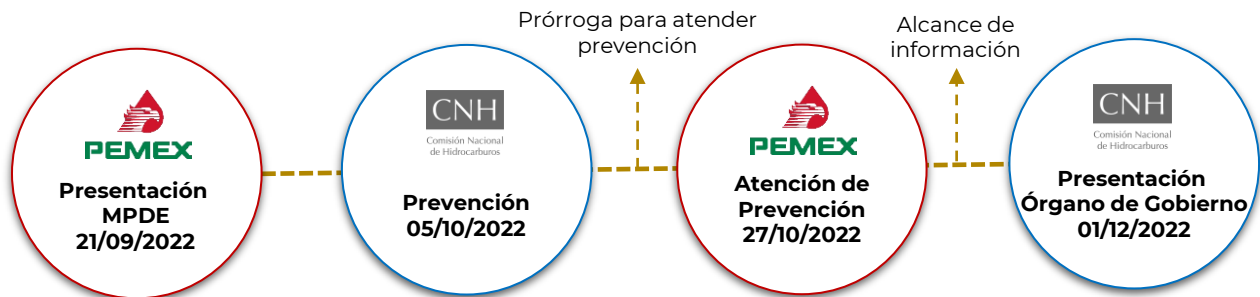 Prórroga para atender
prevención
Alcance de
información
PEMEX
Presentación
MPDE
21/09/2022
CNH
Comisión Nacional
de Hidrocarburos
Prevención
05/10/2022
PEMEX
Atención de
Prevención
27/10/2022
CNH
Comisión Nacional
de Hidrocarburos
Presentación
Órgano de Gobierno
01/12/2022